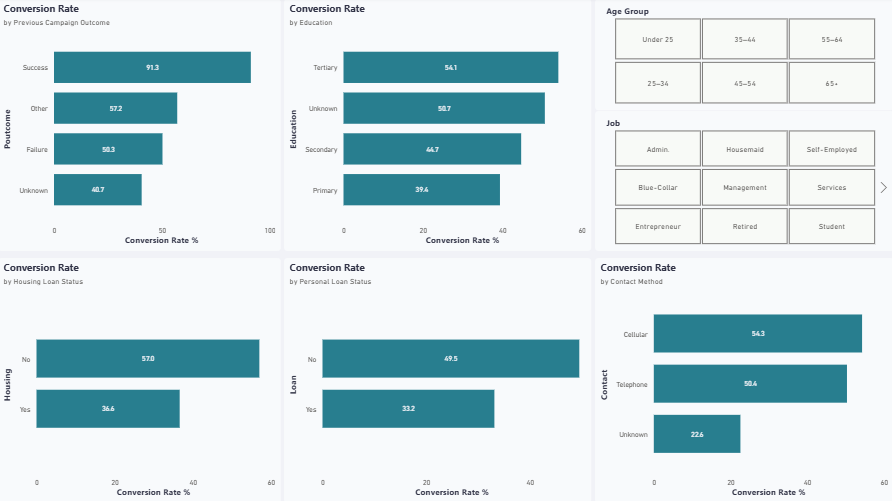 Conversion Rate
by Previous Campaign Outcome
Poutcome
Success
91.3
Other
57.2
Failure
50.3
Unknown
40.7
0
50
100
Conversion Rate %
Conversion Rate
by Education
Education
Tertiary
54.1
Unknown
50.7
Secondary
44.7
Primary
39.4
0
20
40
60
Conversion Rate %
Age Group
Under 25
35–44
55–64
25–34
45–54
65+
Job
Admin.
Housemaid
Self-Employed
Blue-Collar
Management
Services
Entrepreneur
Retired
Student
Conversion Rate
by Housing Loan Status
Housing
No
57.0
Yes
36.6
0
20
40
60
Conversion Rate %
Conversion Rate
by Personal Loan Status
Loan
No
49.5
Yes
33.2
0
20
40
Conversion Rate %
Conversion Rate
by Contact Method
Contact
Cellular
54.3
Telephone
50.4
Unknown
22.6
0
20
40
60
Conversion Rate %